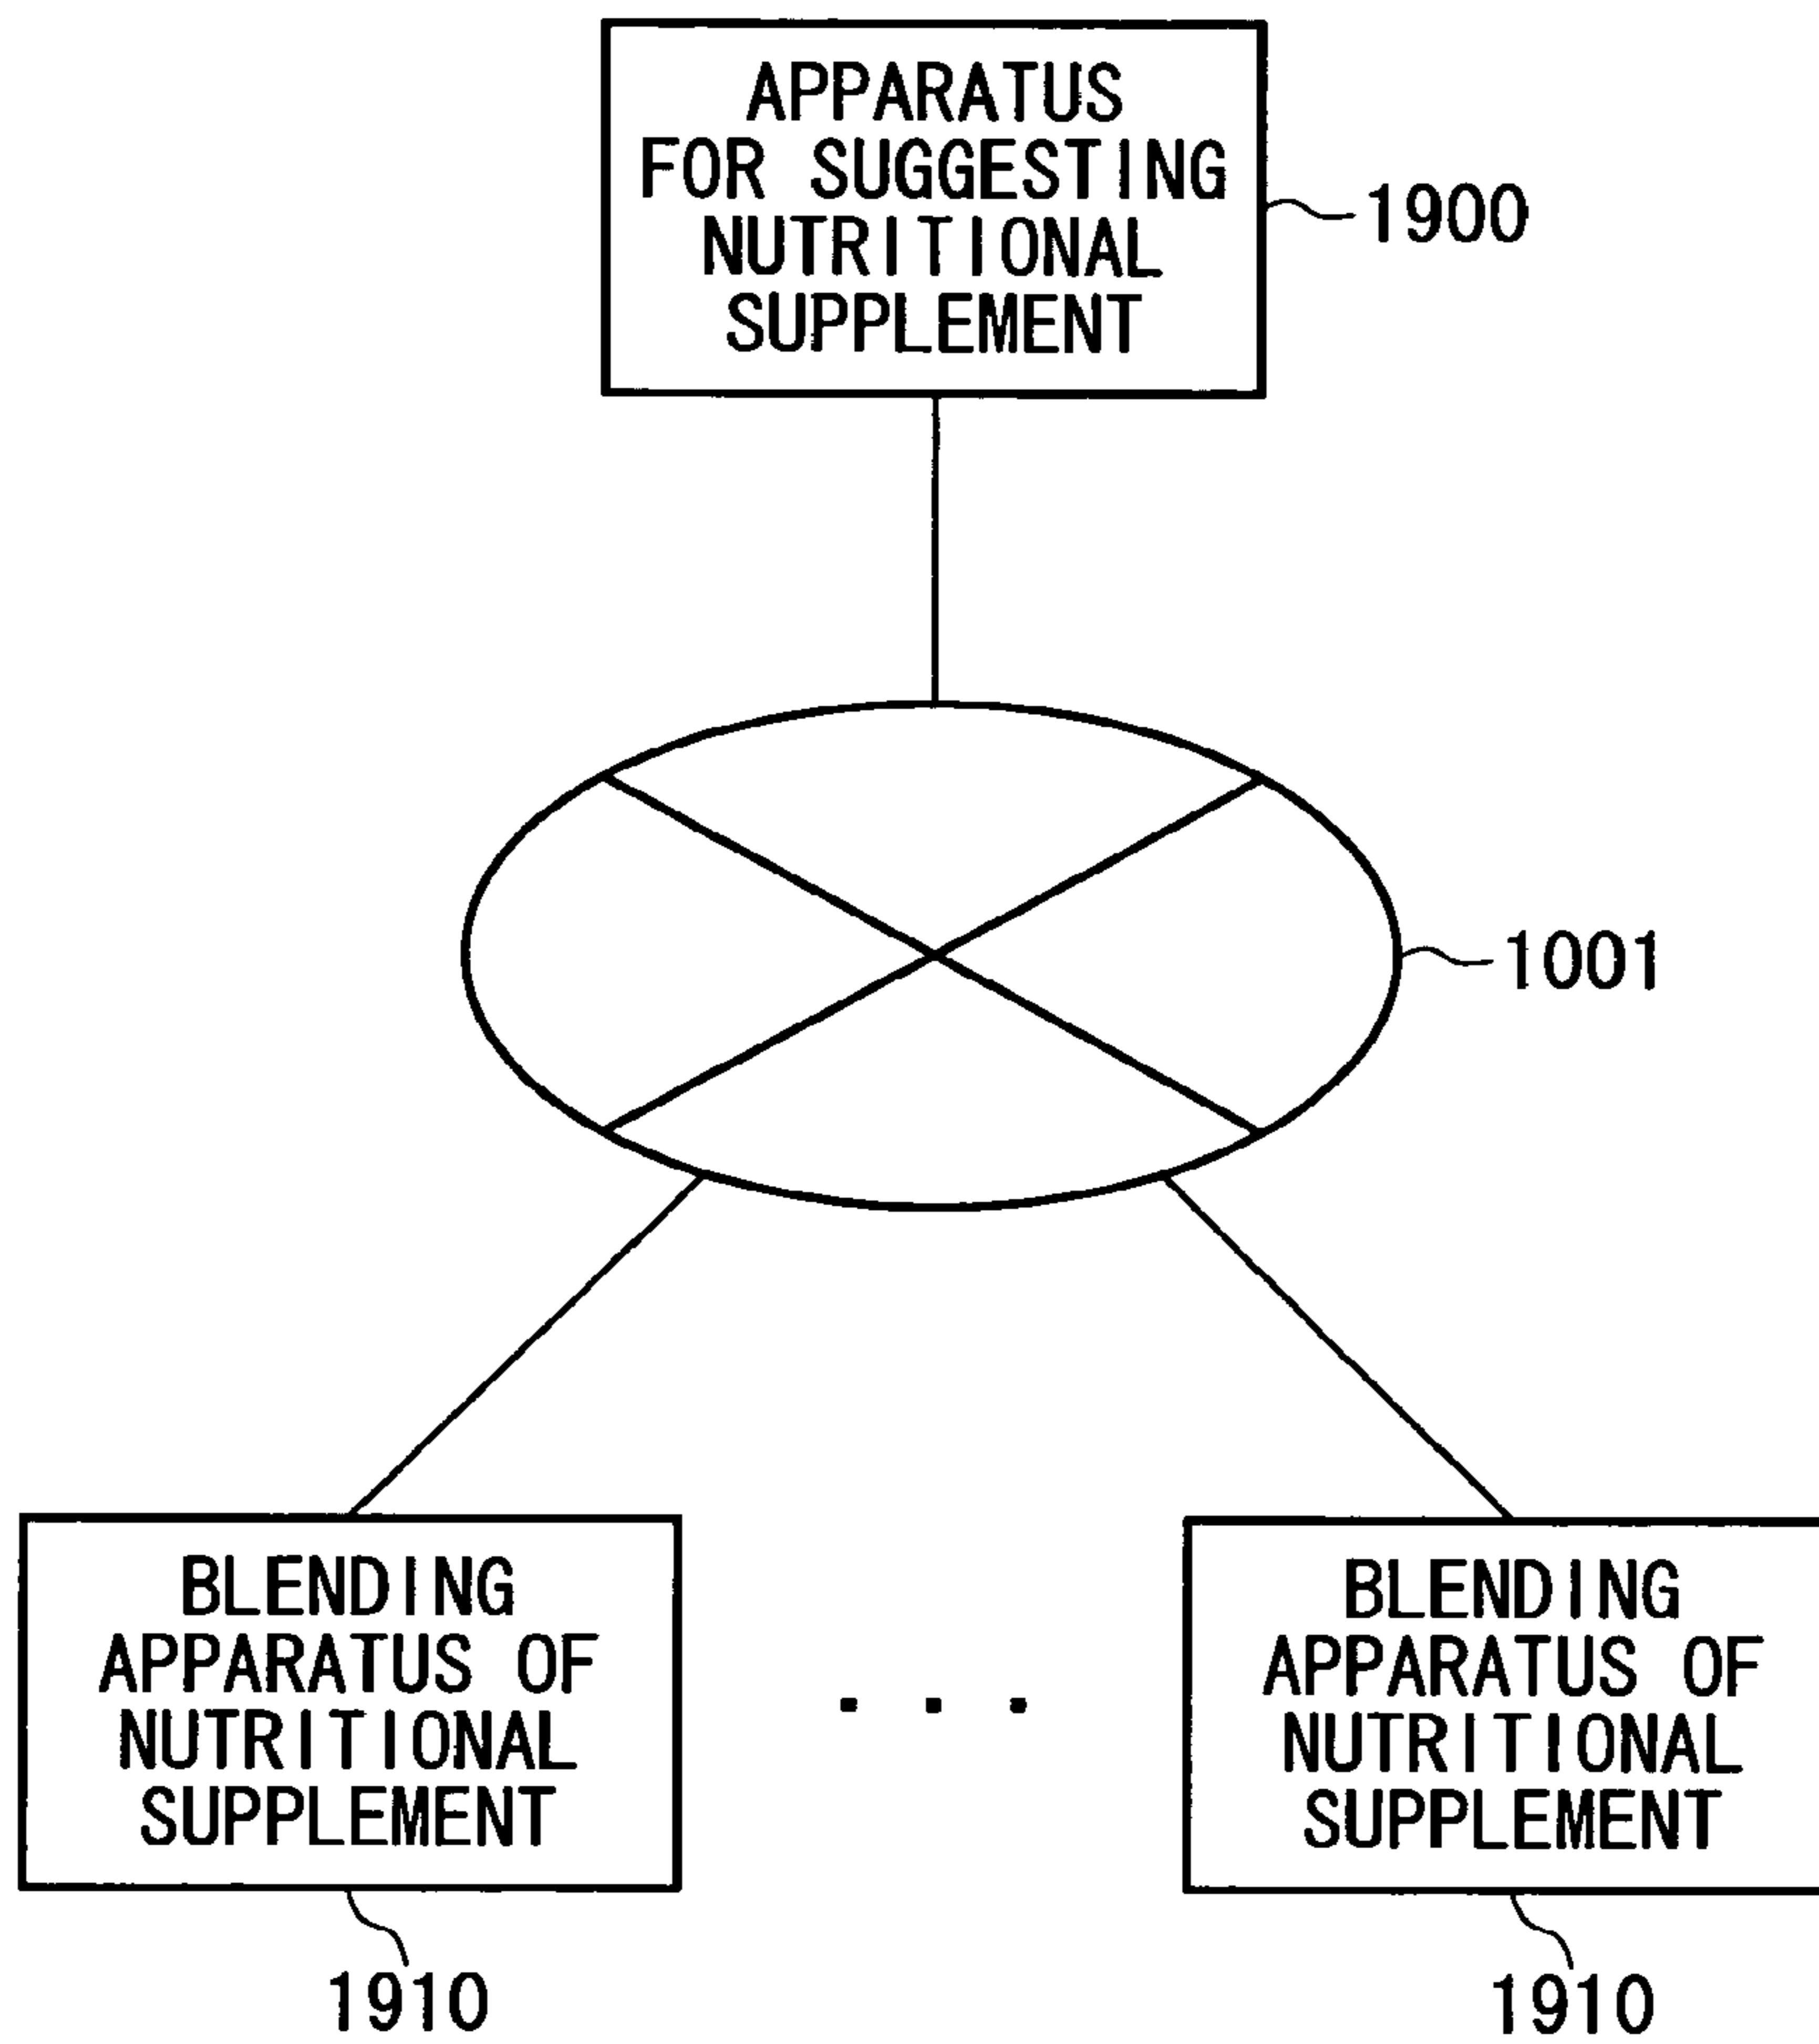 APPARATUS
FOR SUGGESTING
NUTRITIONAL
SUPPLEMENT
1900
1001
BLENDING
APPARATUS OF
NUTRITIONAL
SUPPLEMENT
. . .
BLENDING
APPARATUS OF
NUTRITIONAL
SUPPLEMENT
1910
1910